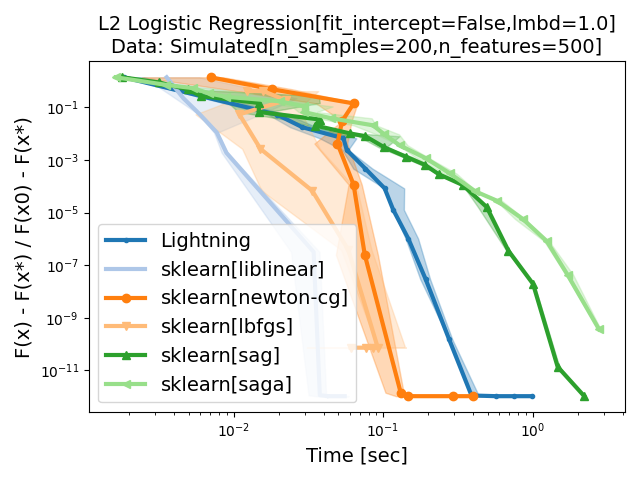 L2 Logistic Regression[fit_intercept=False,lmbd=1.0]
Data: Simulated[n_samples=200,n_features=500]
F(x) - F(x*) / F(x0) - F(x*)
10⁻¹
10⁻³
10⁻⁵
10⁻⁷
10⁻⁹
10⁻¹¹
Lightning
sklearn[liblinear]
sklearn[newton-cg]
sklearn[lbfgs]
sklearn[sag]
sklearn[saga]
10⁻² 10⁻¹ 10⁰
Time [sec]